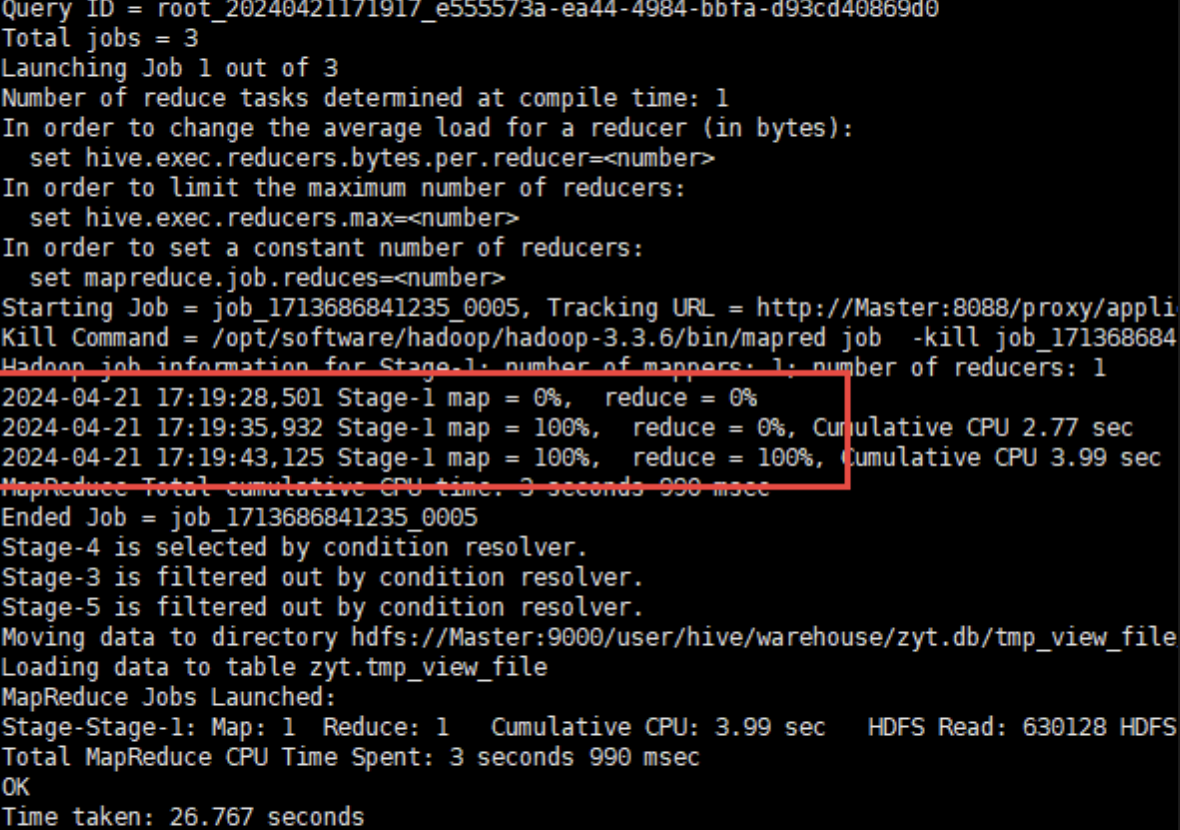 Query ID = root_20240421171917_e555573a-ea44-4984-bbfa-d93cd40869d0
Total jobs = 3
Launching Job 1 out of 3
Number of reduce tasks determined at compile time: 1
In order to change the average load for a reducer (in bytes):
  set hive.exec.reducers.bytes.per.reducer=<number>
In order to limit the maximum number of reducers:
  set hive.exec.reducers.max=<number>
In order to set a constant number of reducers:
  set mapreduce.job.reduces=<number>
Starting Job = job_1713686841235_0005, Tracking URL = http://Master:8088/proxy/appli
Kill Command = /opt/software/hadoop/hadoop-3.3.6/bin/mapred job  -kill job_171368684
Hadoop job information for Stage-1: number of mappers: 1; number of reducers: 1
2024-04-21 17:19:28,501 Stage-1 map = 0%,  reduce = 0%
2024-04-21 17:19:35,932 Stage-1 map = 100%,  reduce = 0%, Cumulative CPU 2.77 sec
2024-04-21 17:19:43,125 Stage-1 map = 100%,  reduce = 100%, Cumulative CPU 3.99 sec
MapReduce Total cumulative CPU time: 3 seconds 990 msec
Ended Job = job_1713686841235_0005
Stage-4 is selected by condition resolver.
Stage-3 is filtered out by condition resolver.
Stage-5 is filtered out by condition resolver.
Moving data to directory hdfs://Master:9000/user/hive/warehouse/zyt.db/tmp_view_file
Loading data to table zyt.tmp_view_file
MapReduce Jobs Launched:
Stage-Stage-1: Map: 1  Reduce: 1   Cumulative CPU: 3.99 sec   HDFS Read: 630128 HDFS
Total MapReduce CPU Time Spent: 3 seconds 990 msec
OK
Time taken: 26.767 seconds